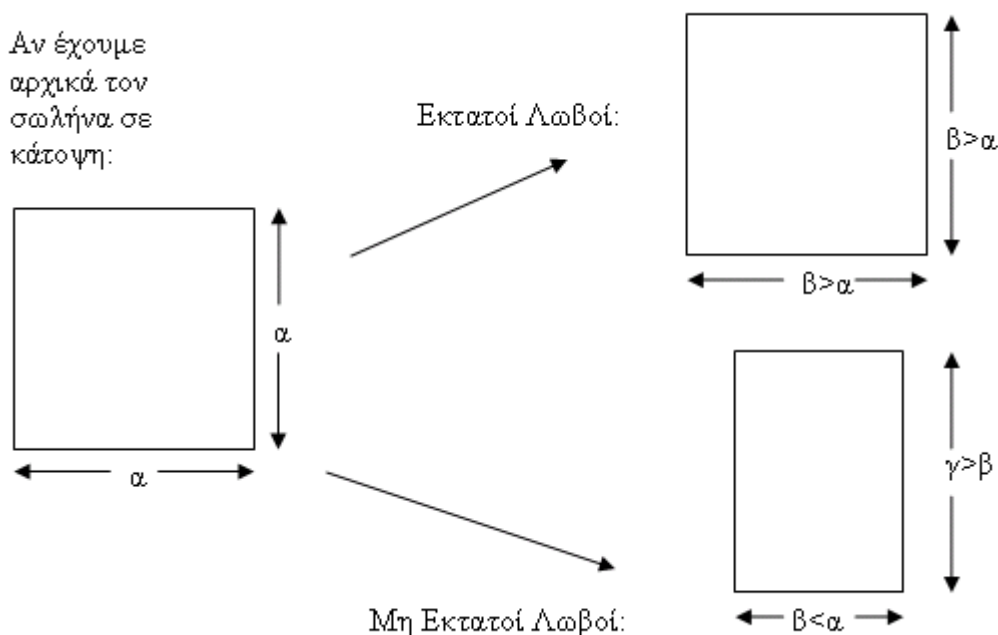 Αν έχουμε
αρχικά τον
σωλήνα σε
κάτοψη:
α
α
Εκτατοί Λωβοί:
β>α
β>α
Μη Εκτατοί Λωβοί:
γ>β
β<α